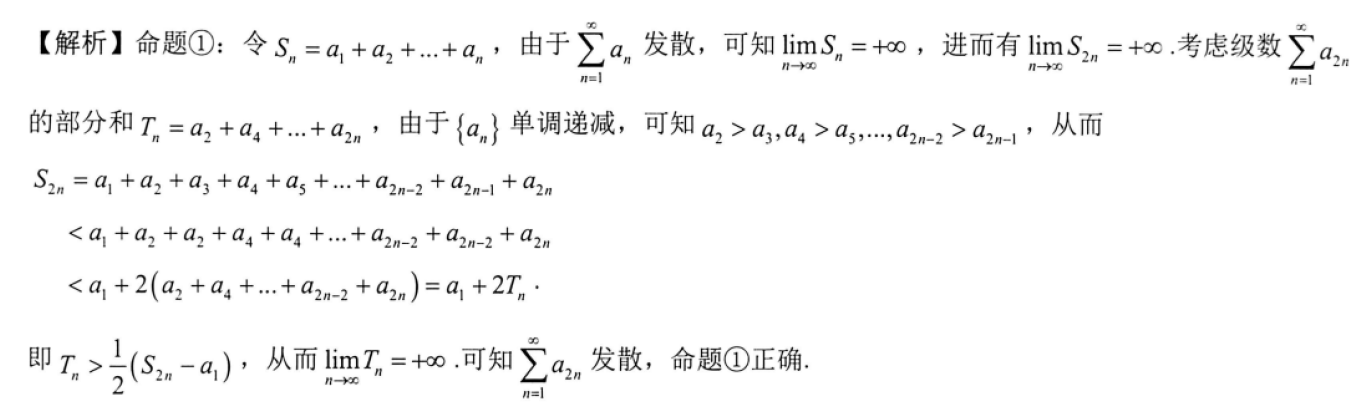 【解析】命题①：令 $S_n = a_1 + a_2 + ... + a_n$ ，由于 $\sum_{n=1}^{\infty} a_n$ 发散，可知 $\lim_{n \to \infty} S_n = +\infty$ ，进而有 $\lim_{n \to \infty} S_{2n} = +\infty$ .考虑级数 $\sum_{n=1}^{\infty} a_{2n}$
的部分和 $T_n = a_2 + a_4 + ... + a_{2n}$ ，由于 $\{a_n\}$ 单调递减，可知 $a_2 > a_3, a_4 > a_5, ..., a_{2n-2} > a_{2n-1}$ ，从而
$S_{2n} = a_1 + a_2 + a_3 + a_4 + a_5 + ... + a_{2n-2} + a_{2n-1} + a_{2n}$
$< a_1 + a_2 + a_2 + a_4 + a_4 + ... + a_{2n-2} + a_{2n-2} + a_{2n}$
$< a_1 + 2(a_2 + a_4 + ... + a_{2n-2} + a_{2n}) = a_1 + 2T_n$ .
即 $T_n > \frac{1}{2}(S_{2n} - a_1)$ ，从而 $\lim_{n \to \infty} T_n = +\infty$ .可知 $\sum_{n=1}^{\infty} a_{2n}$ 发散，命题①正确.